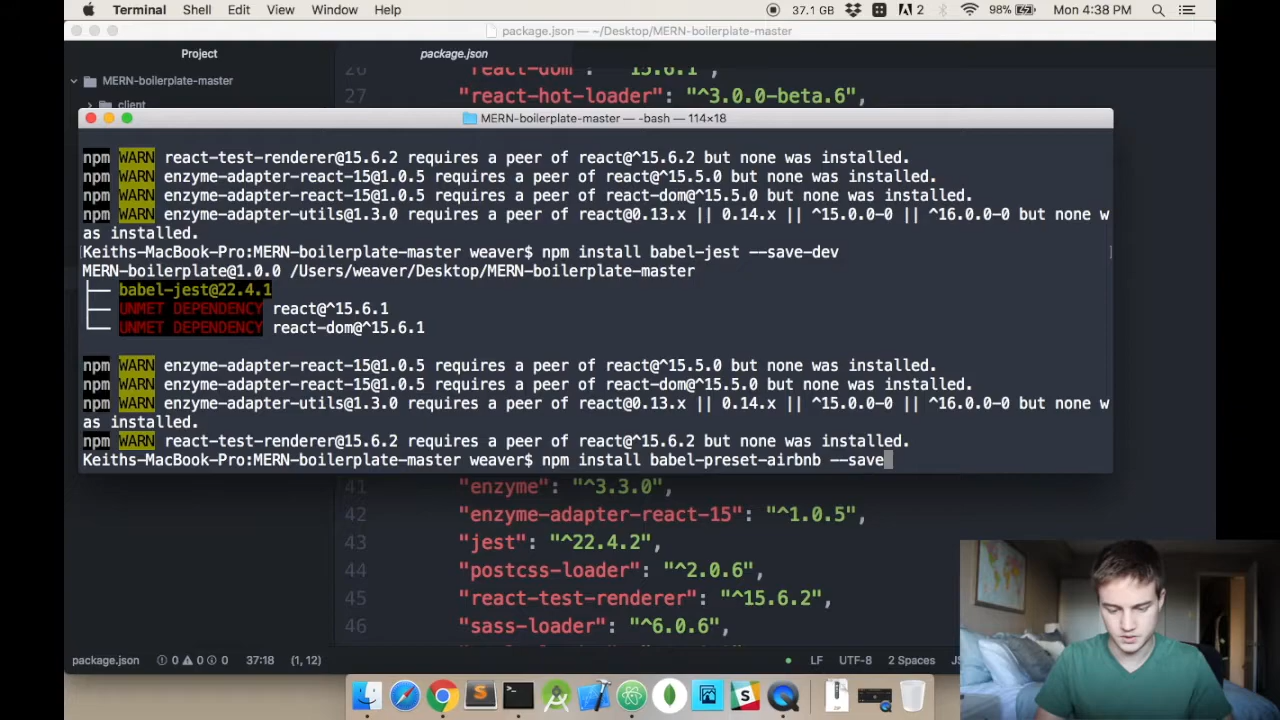 Terminal Shell Edit View Window Help 37.1 GB 2 98% Mon 4:38 PM
package.json — ~/Desktop/MERN-boilerplate-master
Project package.json
MERN-boilerplate-master
client
26 "react-dom": "^15.6.1",
27 "react-hot-loader": "^3.0.0-beta.6",
MERN-boilerplate-master — -bash — 114×18
npm WARN react-test-renderer@15.6.2 requires a peer of react@^15.6.2 but none was installed.
npm WARN enzyme-adapter-react-15@1.0.5 requires a peer of react@^15.5.0 but none was installed.
npm WARN enzyme-adapter-react-15@1.0.5 requires a peer of react-dom@^15.5.0 but none was installed.
npm WARN enzyme-adapter-utils@1.3.0 requires a peer of react@0.13.x || 0.14.x || ^15.0.0-0 || ^16.0.0-0 but none w
as installed.
Keiths-MacBook-Pro:MERN-boilerplate-master weaver$ npm install babel-jest --save-dev
MERN-boilerplate@1.0.0 /Users/weaver/Desktop/MERN-boilerplate-master
├── babel-jest@22.4.1
├── UNMET DEPENDENCY react@^15.6.1
└── UNMET DEPENDENCY react-dom@^15.6.1
npm WARN enzyme-adapter-react-15@1.0.5 requires a peer of react@^15.5.0 but none was installed.
npm WARN enzyme-adapter-react-15@1.0.5 requires a peer of react-dom@^15.5.0 but none was installed.
npm WARN enzyme-adapter-utils@1.3.0 requires a peer of react@0.13.x || 0.14.x || ^15.0.0-0 || ^16.0.0-0 but none w
as installed.
npm WARN react-test-renderer@15.6.2 requires a peer of react@^15.6.2 but none was installed.
Keiths-MacBook-Pro:MERN-boilerplate-master weaver$ npm install babel-preset-airbnb --save
41 "enzyme": "^3.3.0",
42 "enzyme-adapter-react-15": "^1.0.5",
43 "jest": "^22.4.2",
44 "postcss-loader": "^2.0.6",
45 "react-test-renderer": "^15.6.2",
46 "sass-loader": "^6.0.6",
package.json 0 0 0 37:18 (1, 12) LF UTF-8 2 Spaces